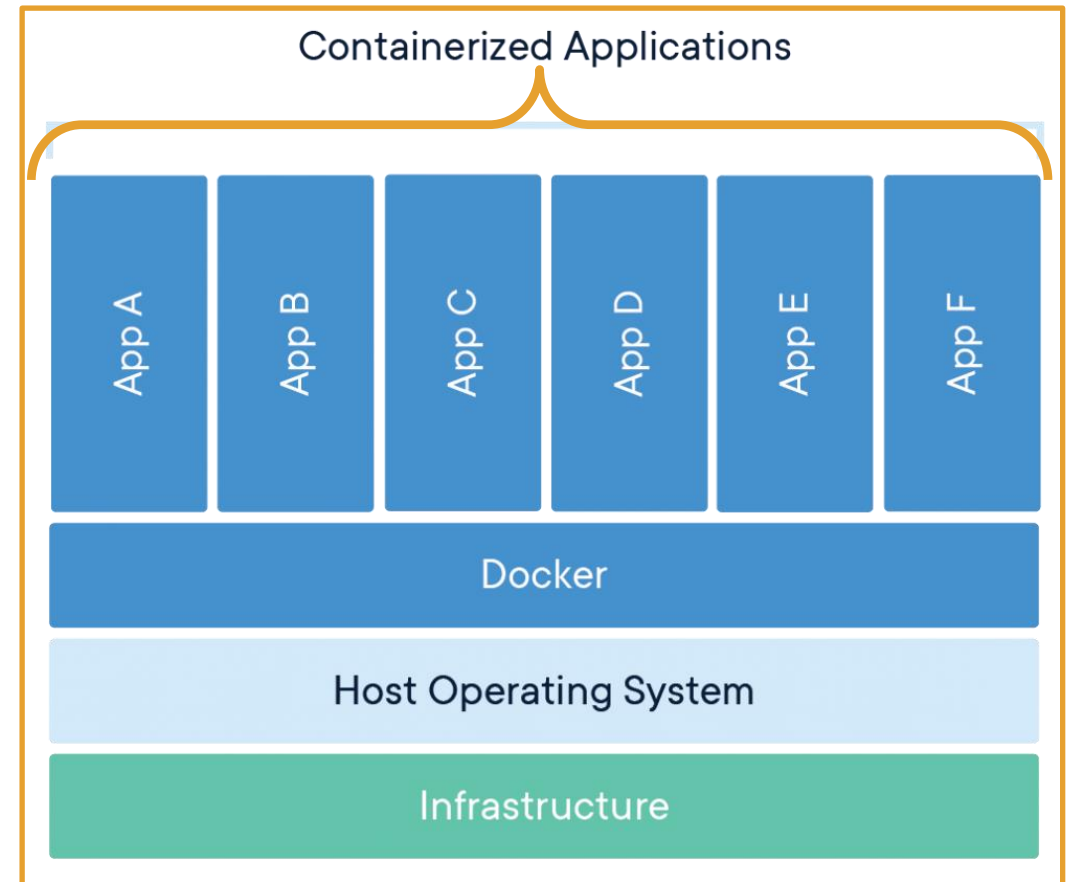 Containerized Applications
App A
App B
App C
App D
App E
App F
Docker
Host Operating System
Infrastructure